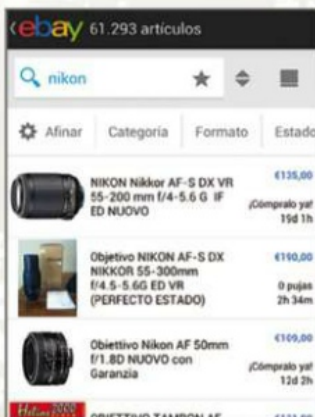 ebay 61.293 artículos
nikon
Afinar Categoría Formato Estado
NIKON Nikkor AF-S DX VR
55-200 mm f/4-5.6 G IF
ED NUOVO
€135,00
¡Cómpralo ya!
19d 1h
Objetivo NIKON AF-S DX
NIKKOR 55-300mm
f/4.5-5.6G ED VR
(PERFECTO ESTADO)
€190,00
0 pujas
2h 34m
Obiettivo Nikon AF 50mm
f/1.8D NUOVO con
Garanzia
€109,00
¡Cómpralo ya!
12d 2h
OBIETTIVO TAMRON AF